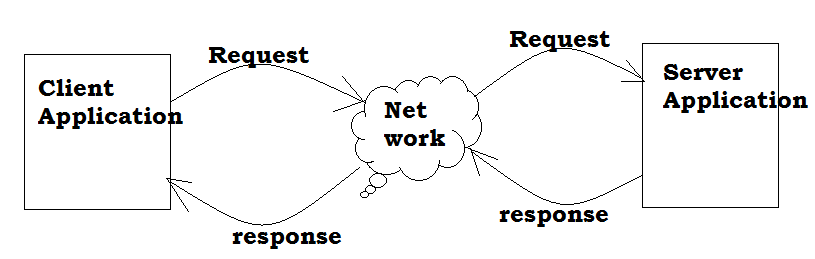 Request
Request
Client
Application
Net
work
Server
Application
response
response